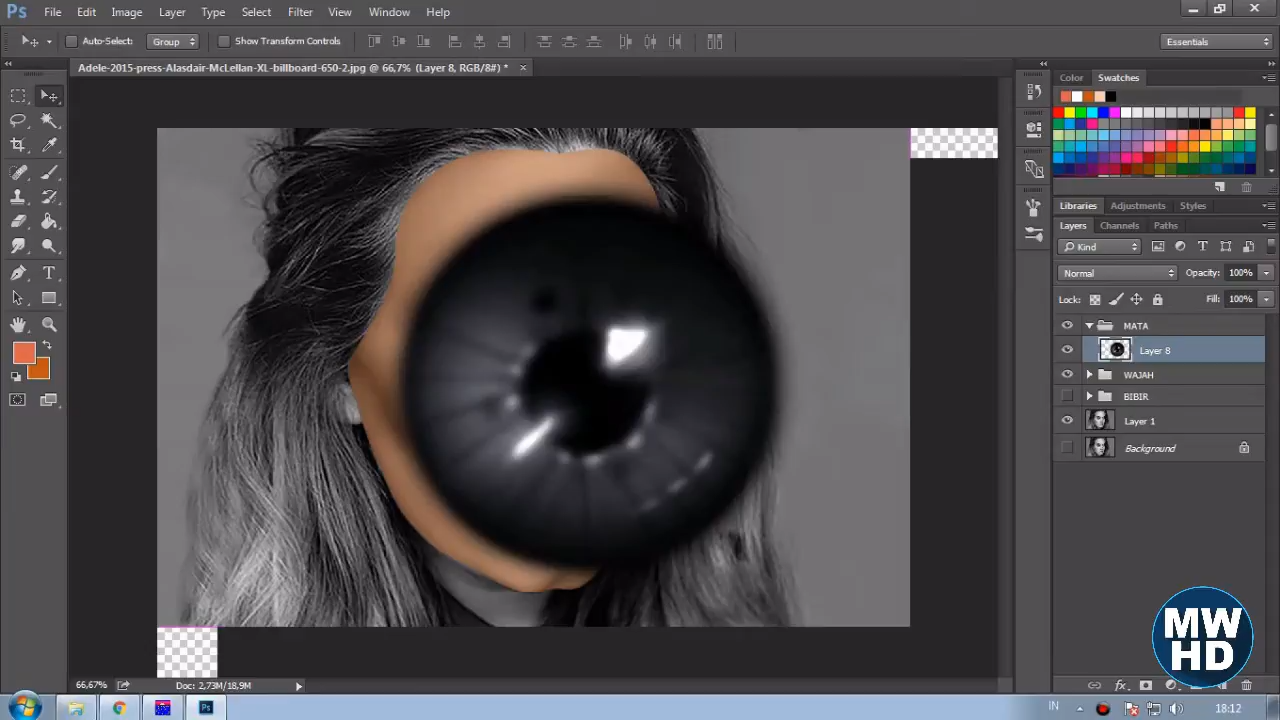 Ps File Edit Image Layer Type Select Filter View Window Help
Auto-Select: Group Show Transform Controls Essentials
Adele-2015-press-Alasdair-McLellan-XL-billboard-650-2.jpg @ 66,7% (Layer 8, RGB/8#) *
Color Swatches
Libraries Adjustments Styles
Layers Channels Paths
Kind
Normal Opacity: 100%
Lock: Fill: 100%
MATA
Layer 8
WAJAH
BIBIR
Layer 1
Background
MW
HD
66,67% Doc: 2,73M/18,9M
Ps IN 18:12